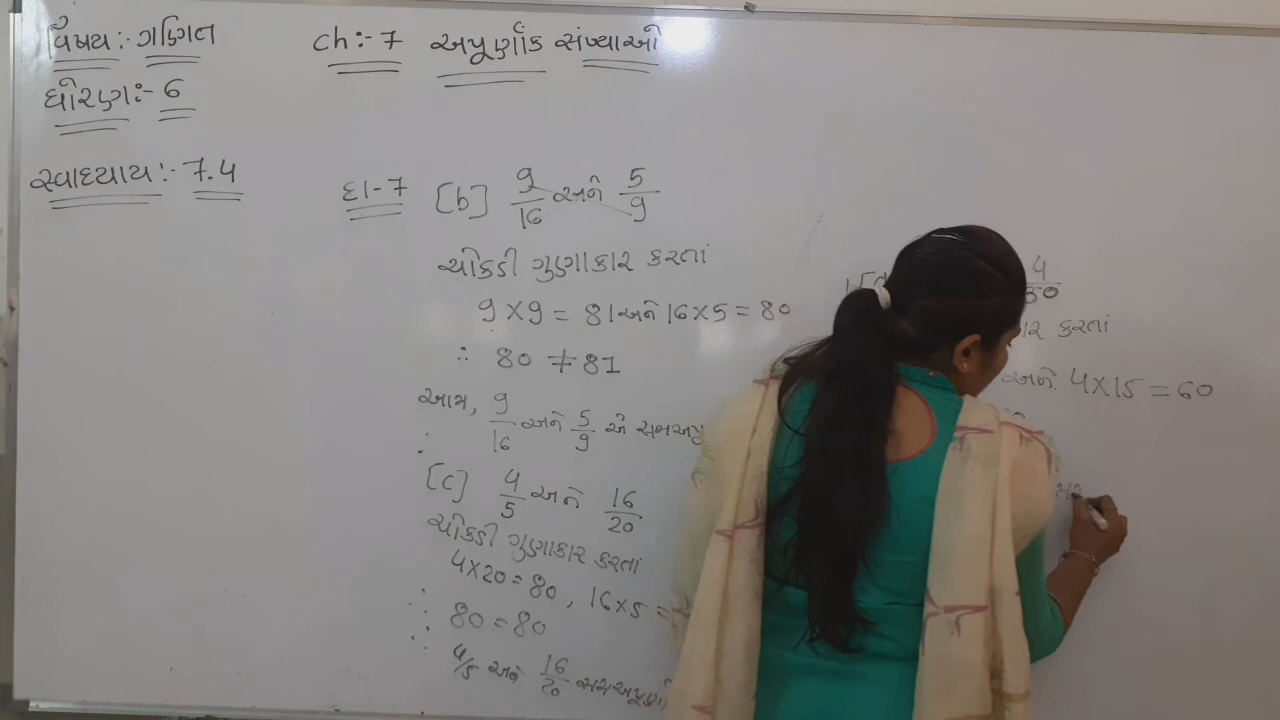 વિષય:- ગણિત
ch:- 7 અપૂર્ણાંક સંખ્યાઓ
ધોરણ:- 6
સ્વાધ્યાય:- 7.4
દા-7 [b] 9/16 અને 5/9
ચોકડી ગુણાકાર કરતાં
9 × 9 = 81 અને 16 × 5 = 80
∴ 80 ≠ 81
આમ, 9/16 અને 5/9 એ
[c] 4/5 અને 16/20
ચોકડી ગુણાકાર કરતાં
4×20 = 80, 16×5 =
∴ 80 = 80
∴ 4/5 અને 16/20
કરતાં
અને 4×15 = 60